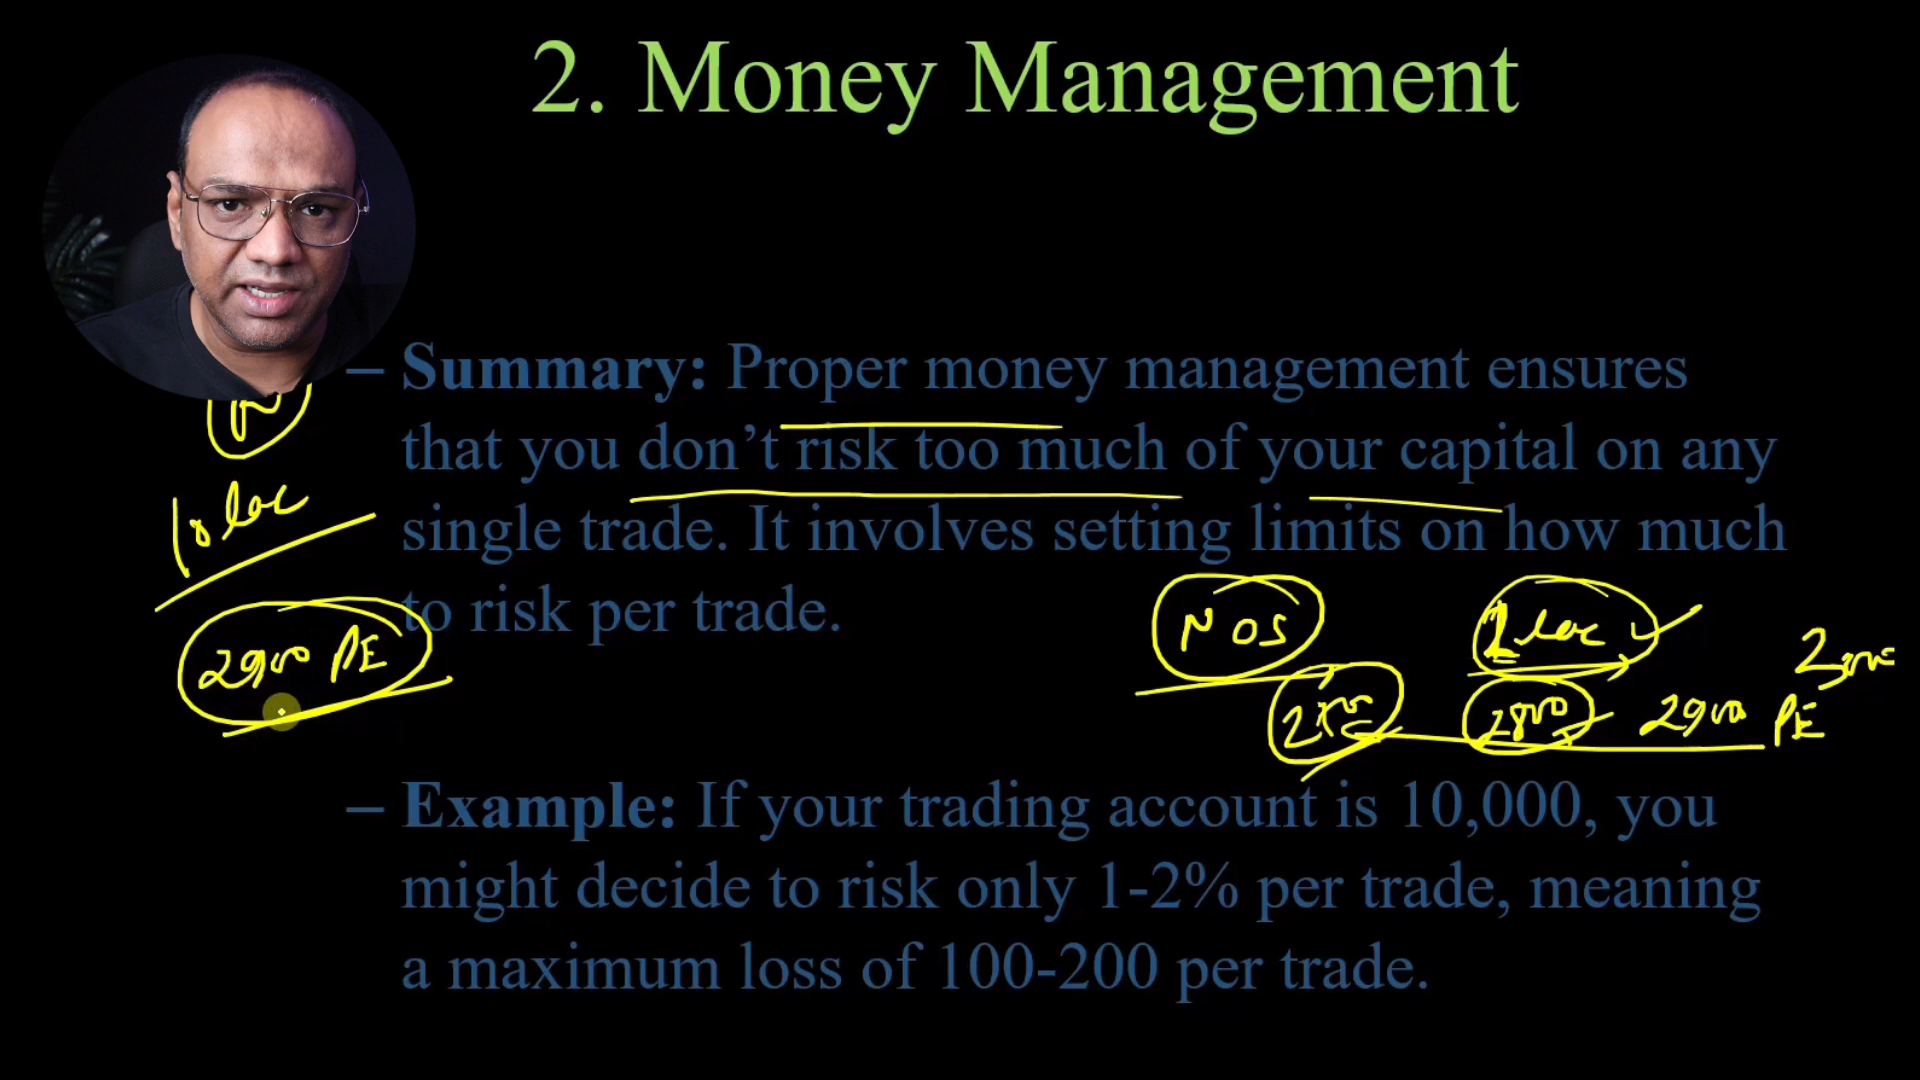 2. Money Management
– Summary: Proper money management ensures
that you don’t risk too much of your capital on any
single trade. It involves setting limits on how much
to risk per trade.
10 lac
2900 PE
NOS
1 lac
2800
2900 PE
– Example: If your trading account is 10,000, you
might decide to risk only 1-2% per trade, meaning
a maximum loss of 100-200 per trade.